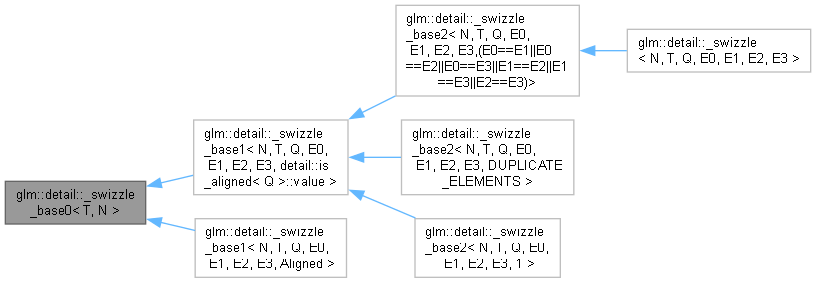 glm::detail::_swizzle
_base2< N, T, Q, E0,
E1, E2, E3,(E0==E1||E0
==E2||E0==E3||E1==E2||E1
==E3||E2==E3)>
glm::detail::_swizzle
< N, T, Q, E0, E1, E2, E3 >
glm::detail::_swizzle
_base1< N, T, Q, E0,
E1, E2, E3, detail::is
_aligned< Q >::value >
glm::detail::_swizzle
_base2< N, T, Q, E0,
E1, E2, E3, DUPLICATE
_ELEMENTS >
glm::detail::_swizzle
_base0< T, N >
glm::detail::_swizzle
_base1< N, T, Q, E0,
E1, E2, E3, Aligned >
glm::detail::_swizzle
_base2< N, T, Q, E0,
E1, E2, E3, 1 >